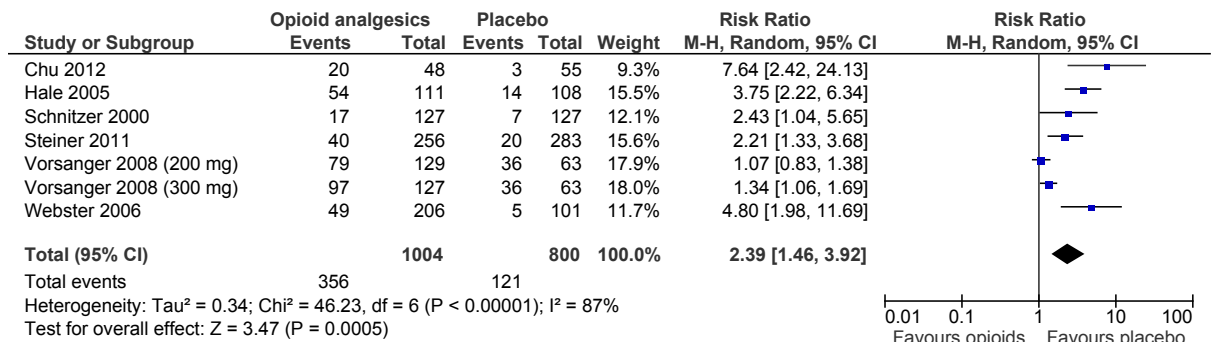 Opioid analgesics Placebo Risk Ratio Risk Ratio
Study or Subgroup Events Total Events Total Weight M-H, Random, 95% CI M-H, Random, 95% CI
Chu 2012 20 48 3 55 9.3% 7.64 [2.42, 24.13]
Hale 2005 54 111 14 108 15.5% 3.75 [2.22, 6.34]
Schnitzer 2000 17 127 7 127 12.1% 2.43 [1.04, 5.65]
Steiner 2011 40 256 20 283 15.6% 2.21 [1.33, 3.68]
Vorsanger 2008 (200 mg) 79 129 36 63 17.9% 1.07 [0.83, 1.38]
Vorsanger 2008 (300 mg) 97 127 36 63 18.0% 1.34 [1.06, 1.69]
Webster 2006 49 206 5 101 11.7% 4.80 [1.98, 11.69]
Total (95% CI) 1004 800 100.0% 2.39 [1.46, 3.92]
Total events 356 121
Heterogeneity: Tau² = 0.34; Chi² = 46.23, df = 6 (P < 0.00001); I² = 87%
Test for overall effect: Z = 3.47 (P = 0.0005)
0.01 0.1 1 10 100
Favours opioids Favours placebo